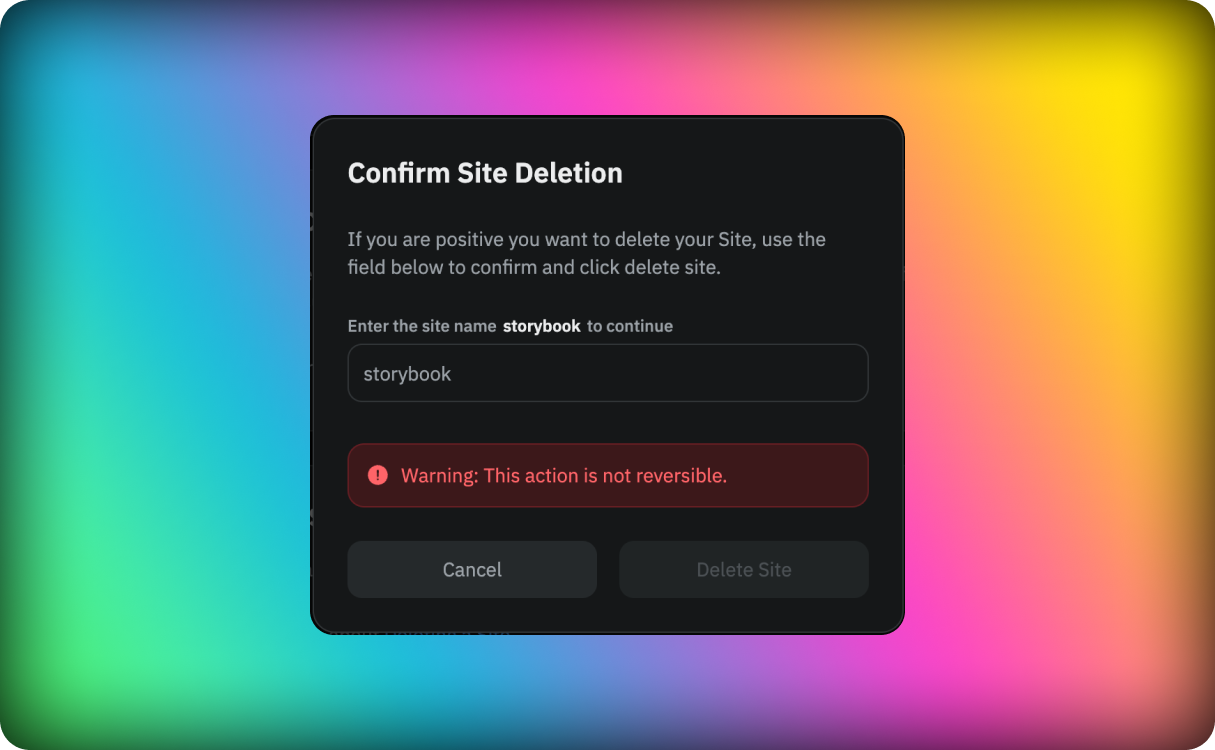 Confirm Site Deletion
If you are positive you want to delete your Site, use the
field below to confirm and click delete site.
Enter the site name storybook to continue
storybook
Warning: This action is not reversible.
Cancel
Delete Site